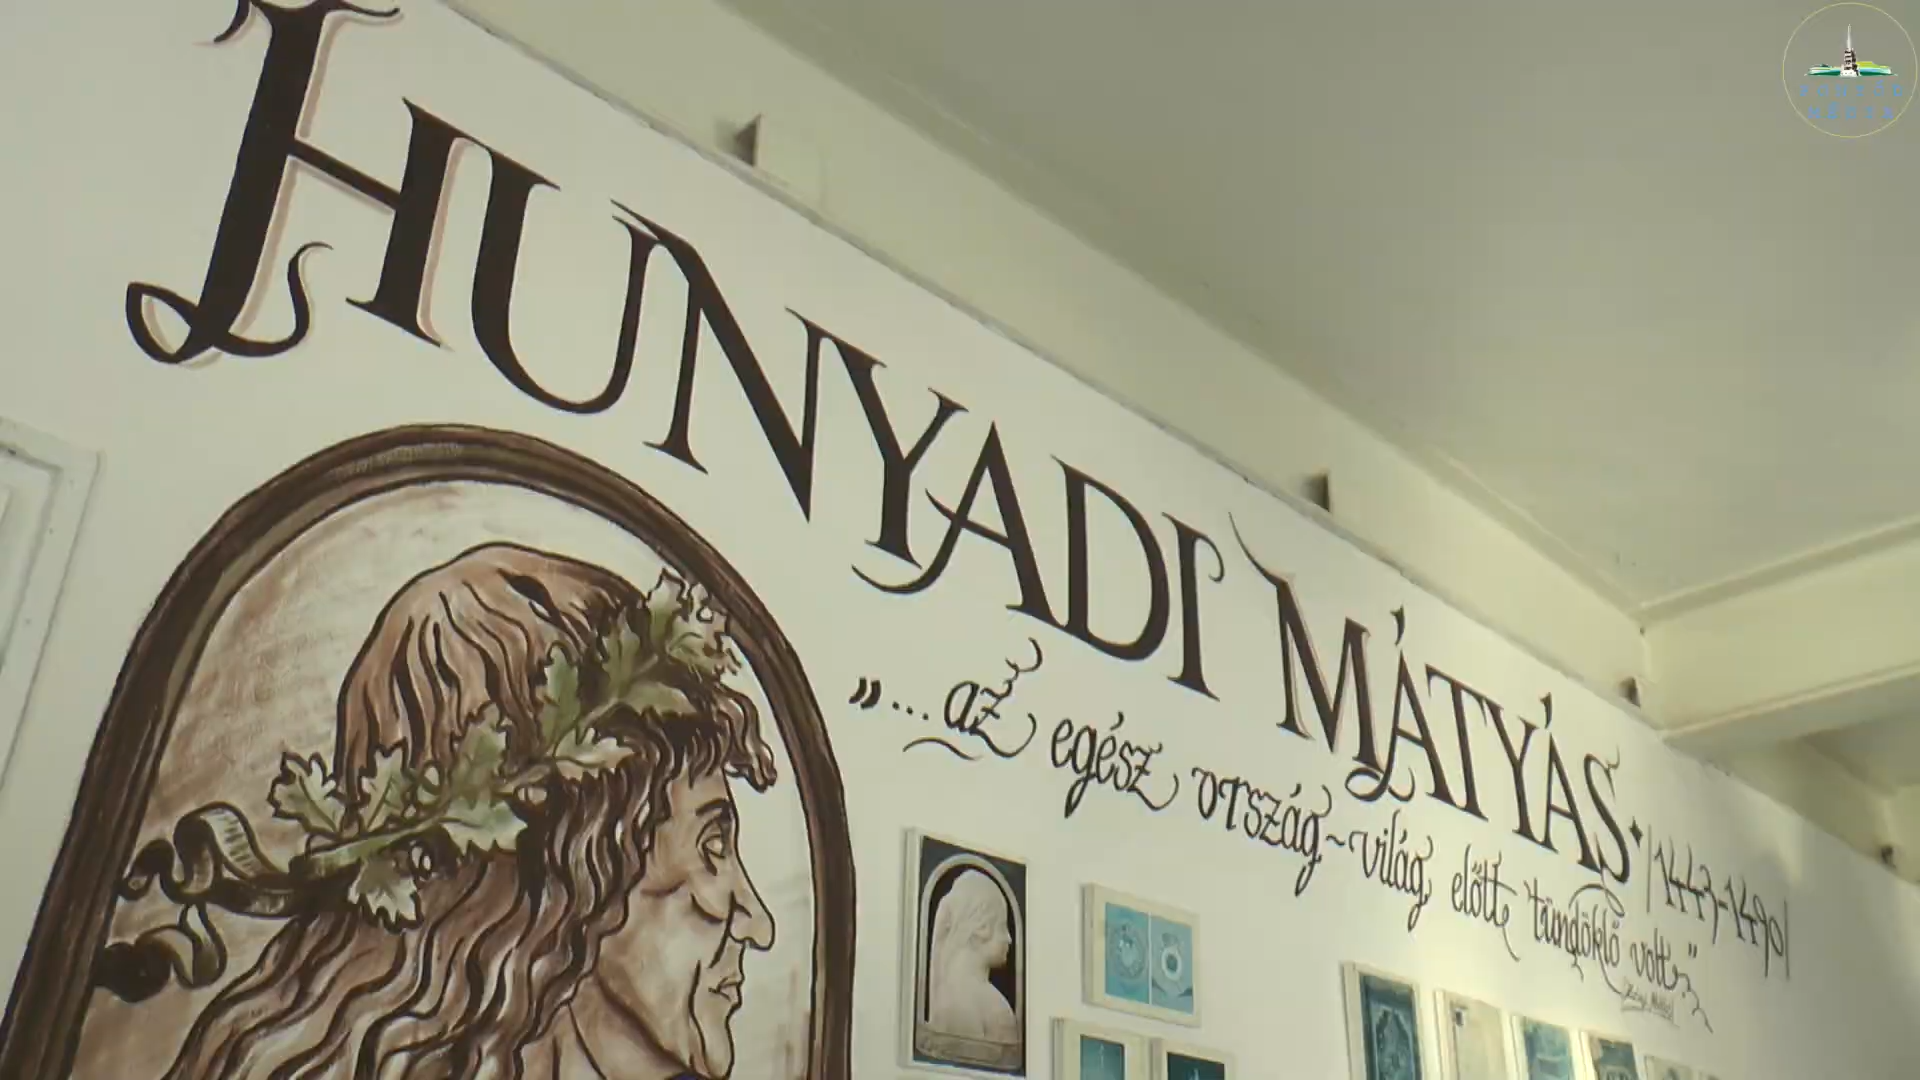 HUNYADI MÁTYÁS · |1443-1490|
„...az egész ország~világ előtt tündöklő volt."